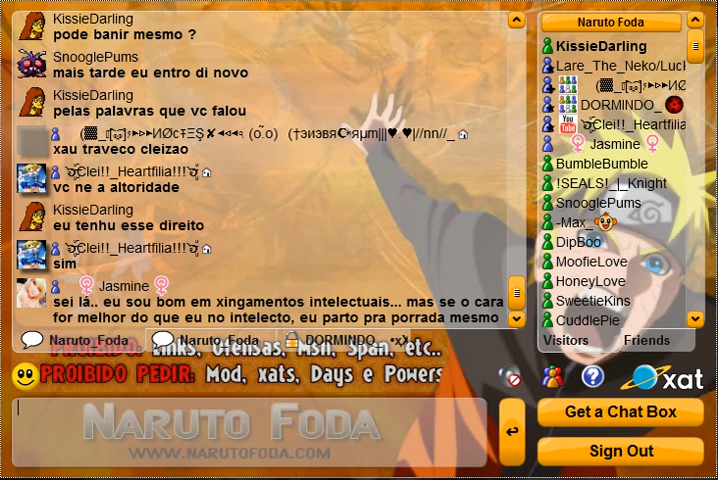 KissieDarling
pode banir mesmo ?
SnooglePums
mais tarde eu entro di novo
KissieDarling
pelas palavras que vc falou
xau traveco cleizao
Clei!!_Heartfilia!!!
vc ne a altoridade
KissieDarling
eu tenhu esse direito
Clei!!_Heartfilia!!!
sim
Jasmine
sei lá.. eu sou bom em xingamentos intelectuais... mas se o cara
for melhor do que eu no intelecto, eu parto pra porrada mesmo
Naruto Foda
KissieDarling
Lare_The_Neko/Luck
DORMINDO_
You Tube
Clei!!_Heartfilia
Jasmine
BumbleBumble
!SEALS!_|_Knight
SnooglePums
-Max_
DipBoo
MoofieLove
HoneyLove
SweetieKins
CuddlePie
Naruto_Foda
Naruto_Foda
DORMINDO_
Visitors
Friends
PROIBIDO: Links, Ofensas, Msn, Span, etc..
PROIBIDO PEDIR: Mod, xats, Days e Powers
xat
NARUTO FODA
WWW.NARUTOFODA.COM
Get a Chat Box
Sign Out